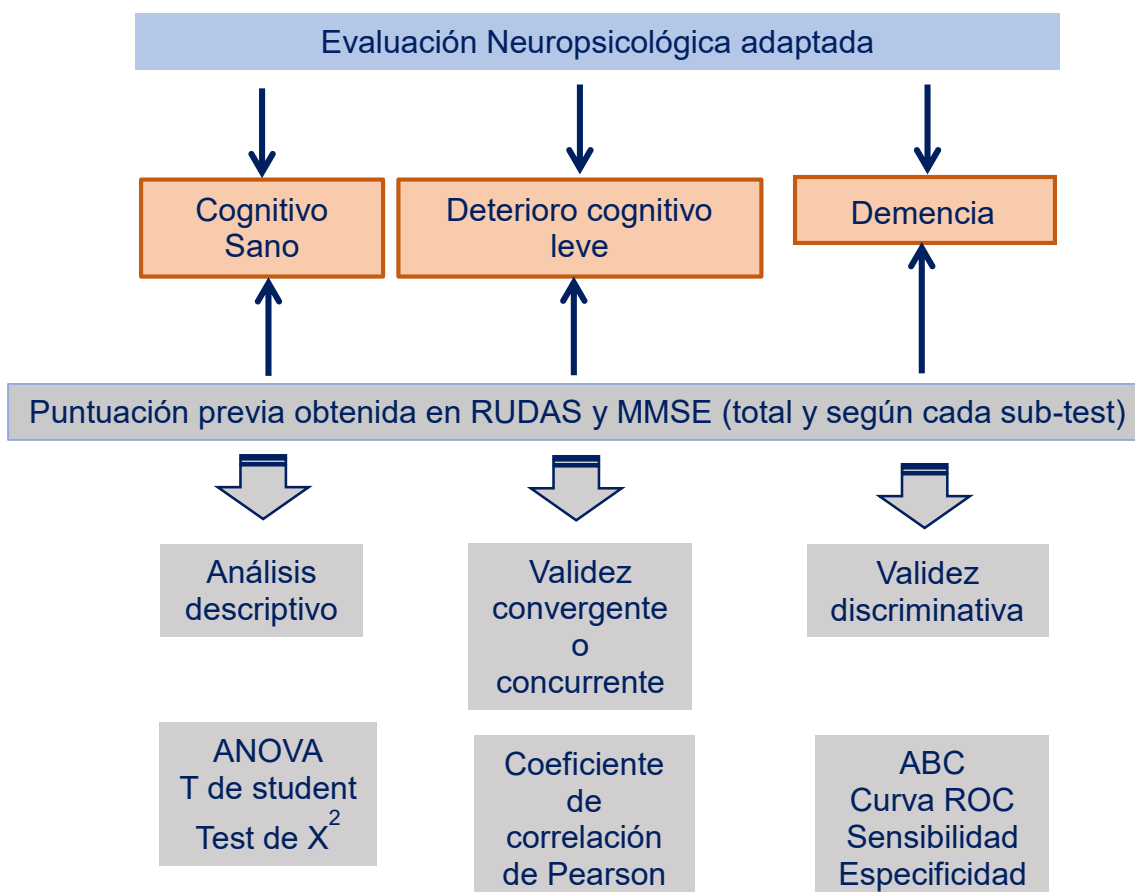 Evaluación Neuropsicológica adaptada
Cognitivo
Sano
Deterioro cognitivo
leve
Demencia
Puntuación previa obtenida en RUDAS y MMSE (total y según cada sub-test)
Análisis
descriptivo
Validez
convergente
o
concurrente
Validez
discriminativa
ANOVA
T de student
Test de X²
Coeficiente
de
correlación
de Pearson
ABC
Curva ROC
Sensibilidad
Especificidad